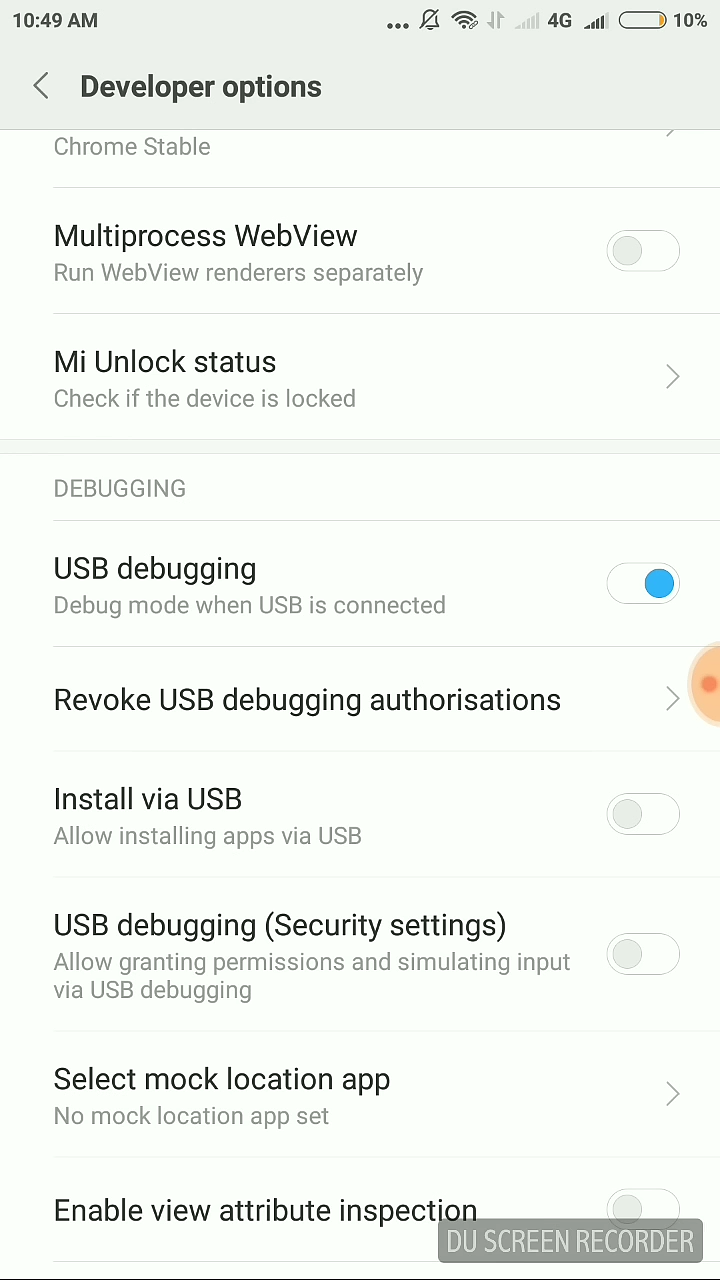 10:49 AM
... 4G 10%
Developer options
Chrome Stable
Multiprocess WebView
Run WebView renderers separately
Mi Unlock status
Check if the device is locked
DEBUGGING
USB debugging
Debug mode when USB is connected
Revoke USB debugging authorisations
Install via USB
Allow installing apps via USB
USB debugging (Security settings)
Allow granting permissions and simulating input
via USB debugging
Select mock location app
No mock location app set
Enable view attribute inspection
DU SCREEN RECORDER